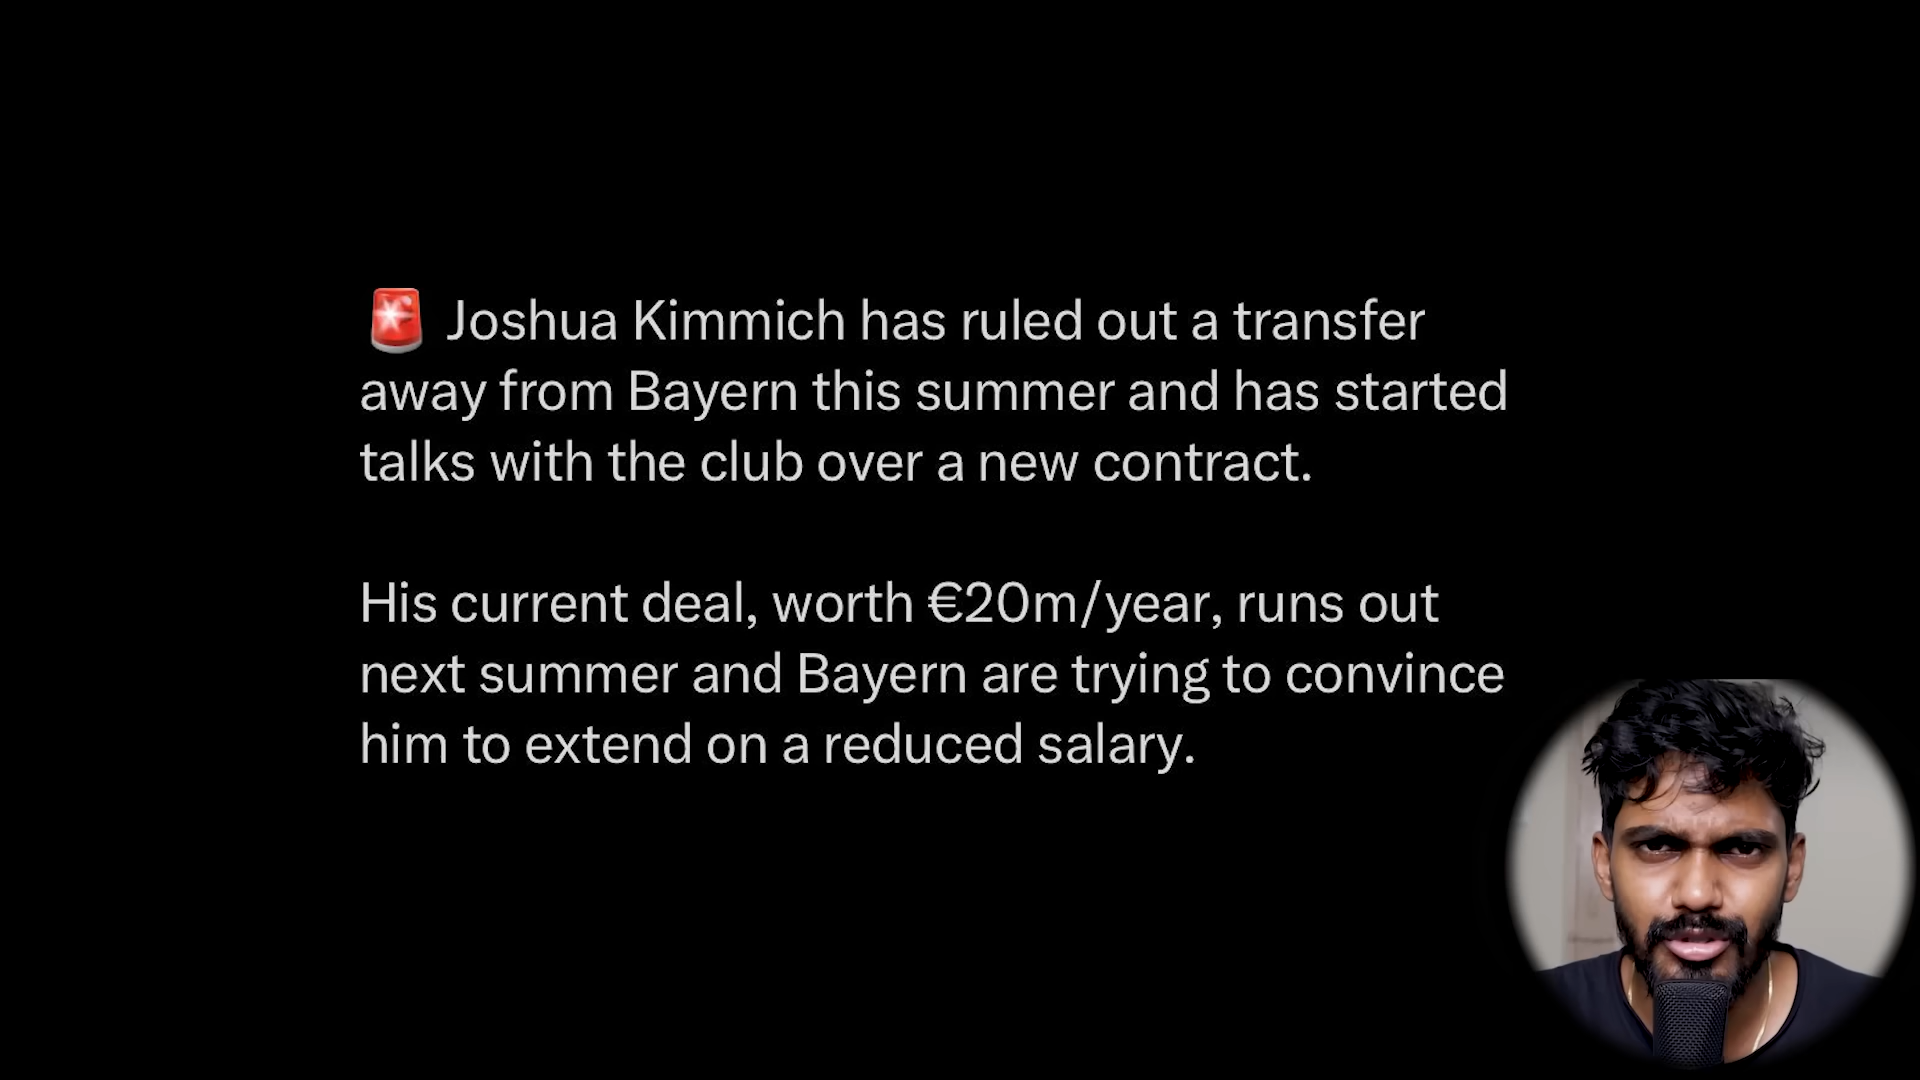 🚨 Joshua Kimmich has ruled out a transfer
away from Bayern this summer and has started
talks with the club over a new contract.
His current deal, worth €20m/year, runs out
next summer and Bayern are trying to convince
him to extend on a reduced salary.